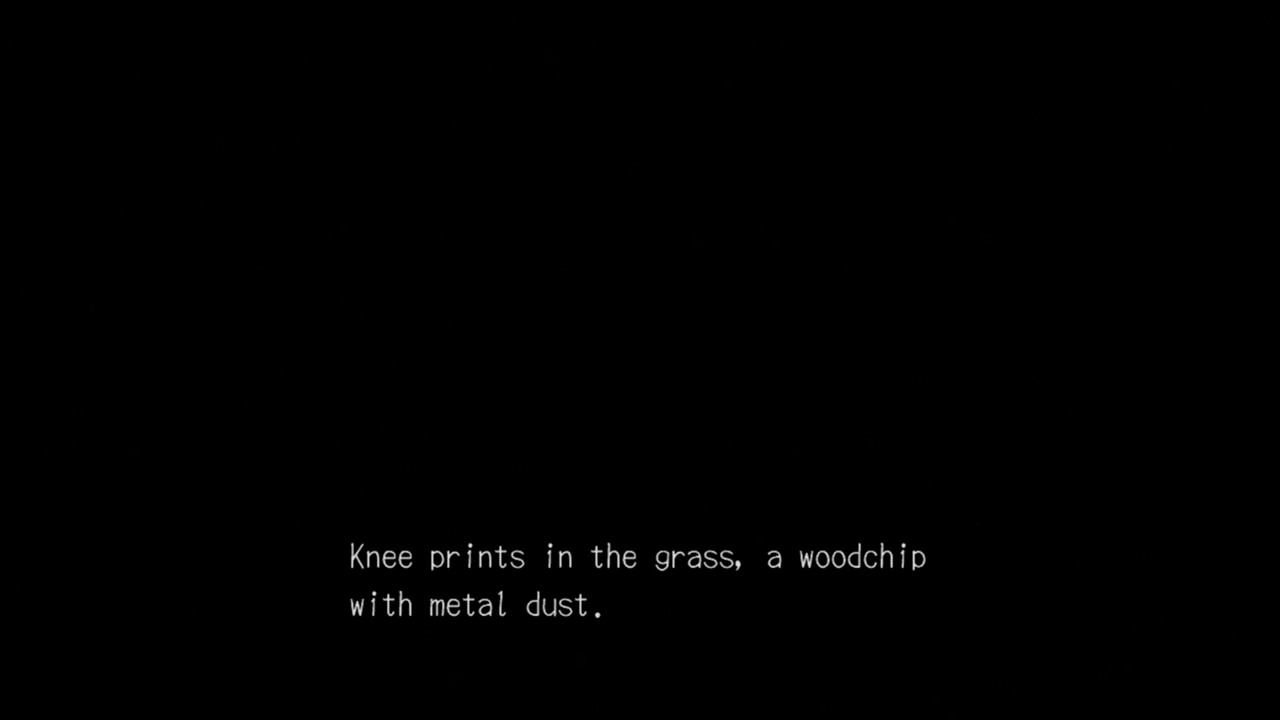 Knee prints in the grass, a woodchip
with metal dust.